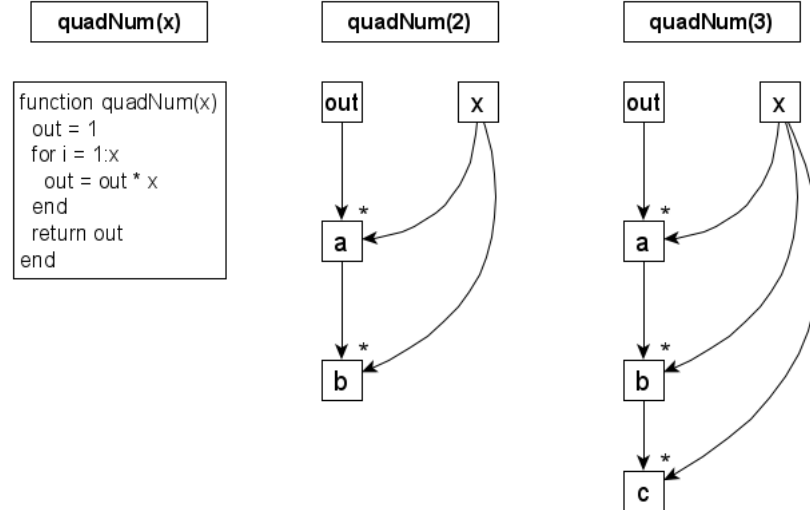 quadNum(x)
function quadNum(x)
out = 1
for i = 1:x
out = out * x
end
return out
end
quadNum(2)
out
x
*
a
*
b
quadNum(3)
out
x
*
a
*
b
*
c